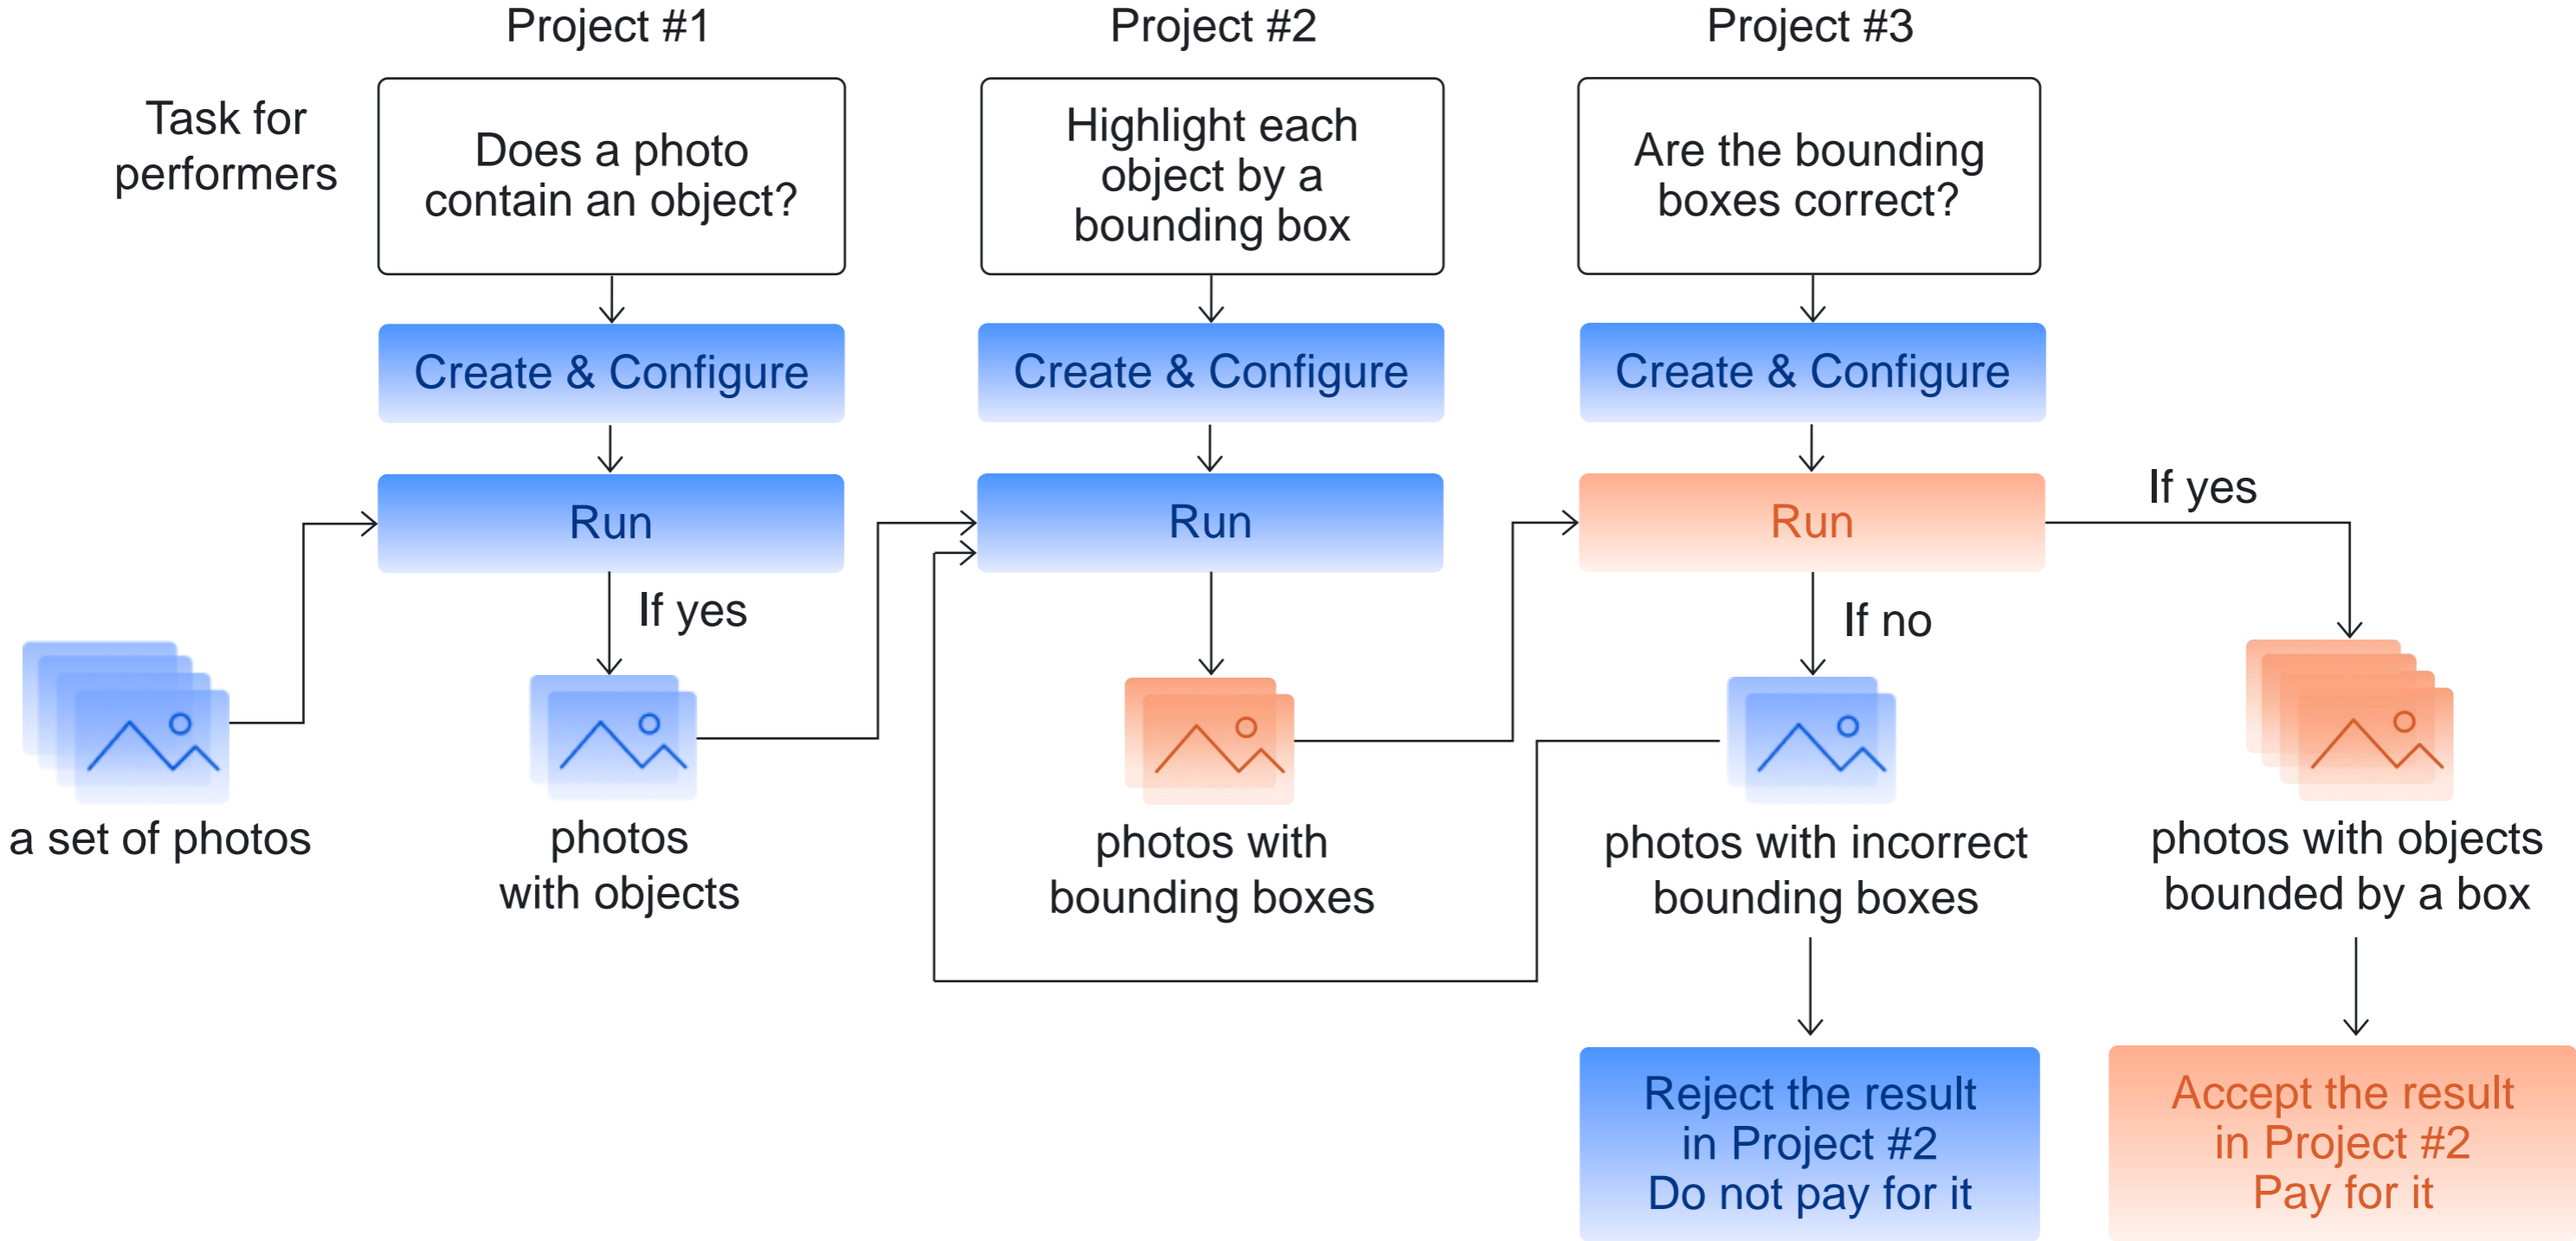 Project #1
Project #2
Project #3
Task for
performers
Does a photo
contain an object?
Highlight each
object by a
bounding box
Are the bounding
boxes correct?
Create & Configure
Create & Configure
Create & Configure
Run
Run
Run
If yes
If yes
If no
a set of photos
photos
with objects
photos with
bounding boxes
photos with incorrect
bounding boxes
photos with objects
bounded by a box
Reject the result
in Project #2
Do not pay for it
Accept the result
in Project #2
Pay for it